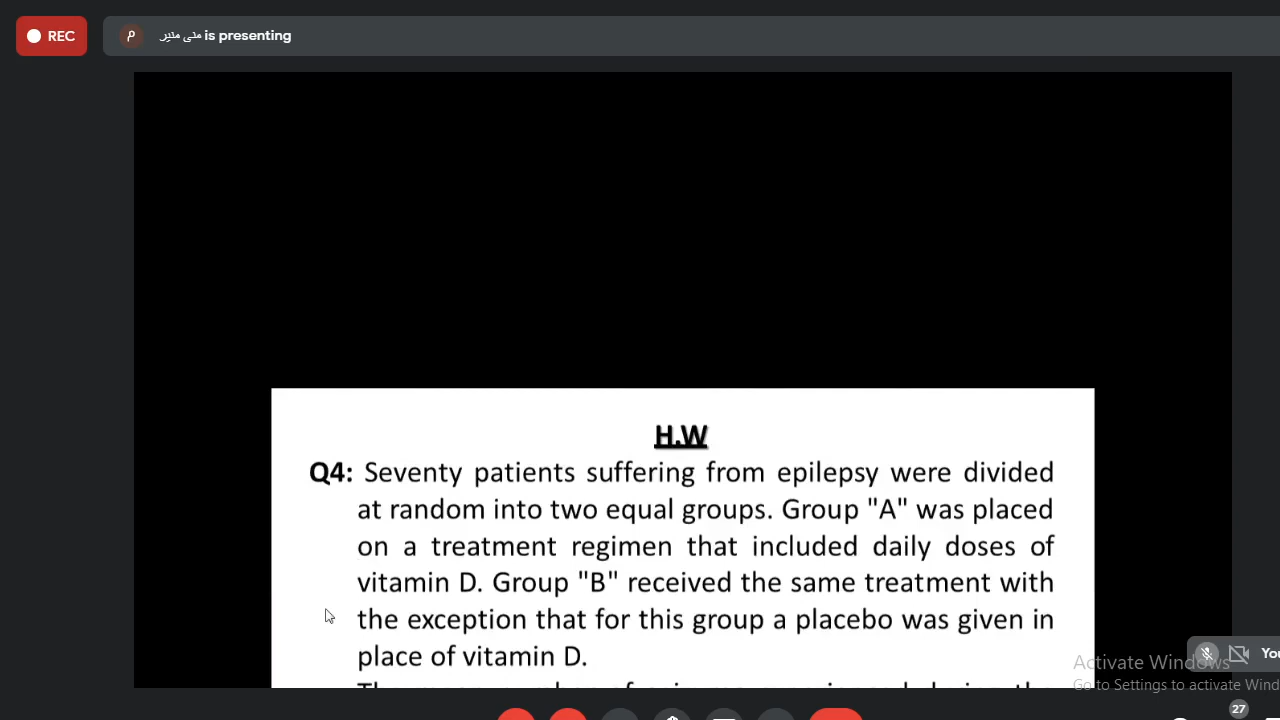 REC
م
منى منير is presenting
H.W
Q4: Seventy patients suffering from epilepsy were divided
at random into two equal groups. Group "A" was placed
on a treatment regimen that included daily doses of
vitamin D. Group "B" received the same treatment with
the exception that for this group a placebo was given in
place of vitamin D.
You
Activate Windows
Go to Settings to activate Wind
27